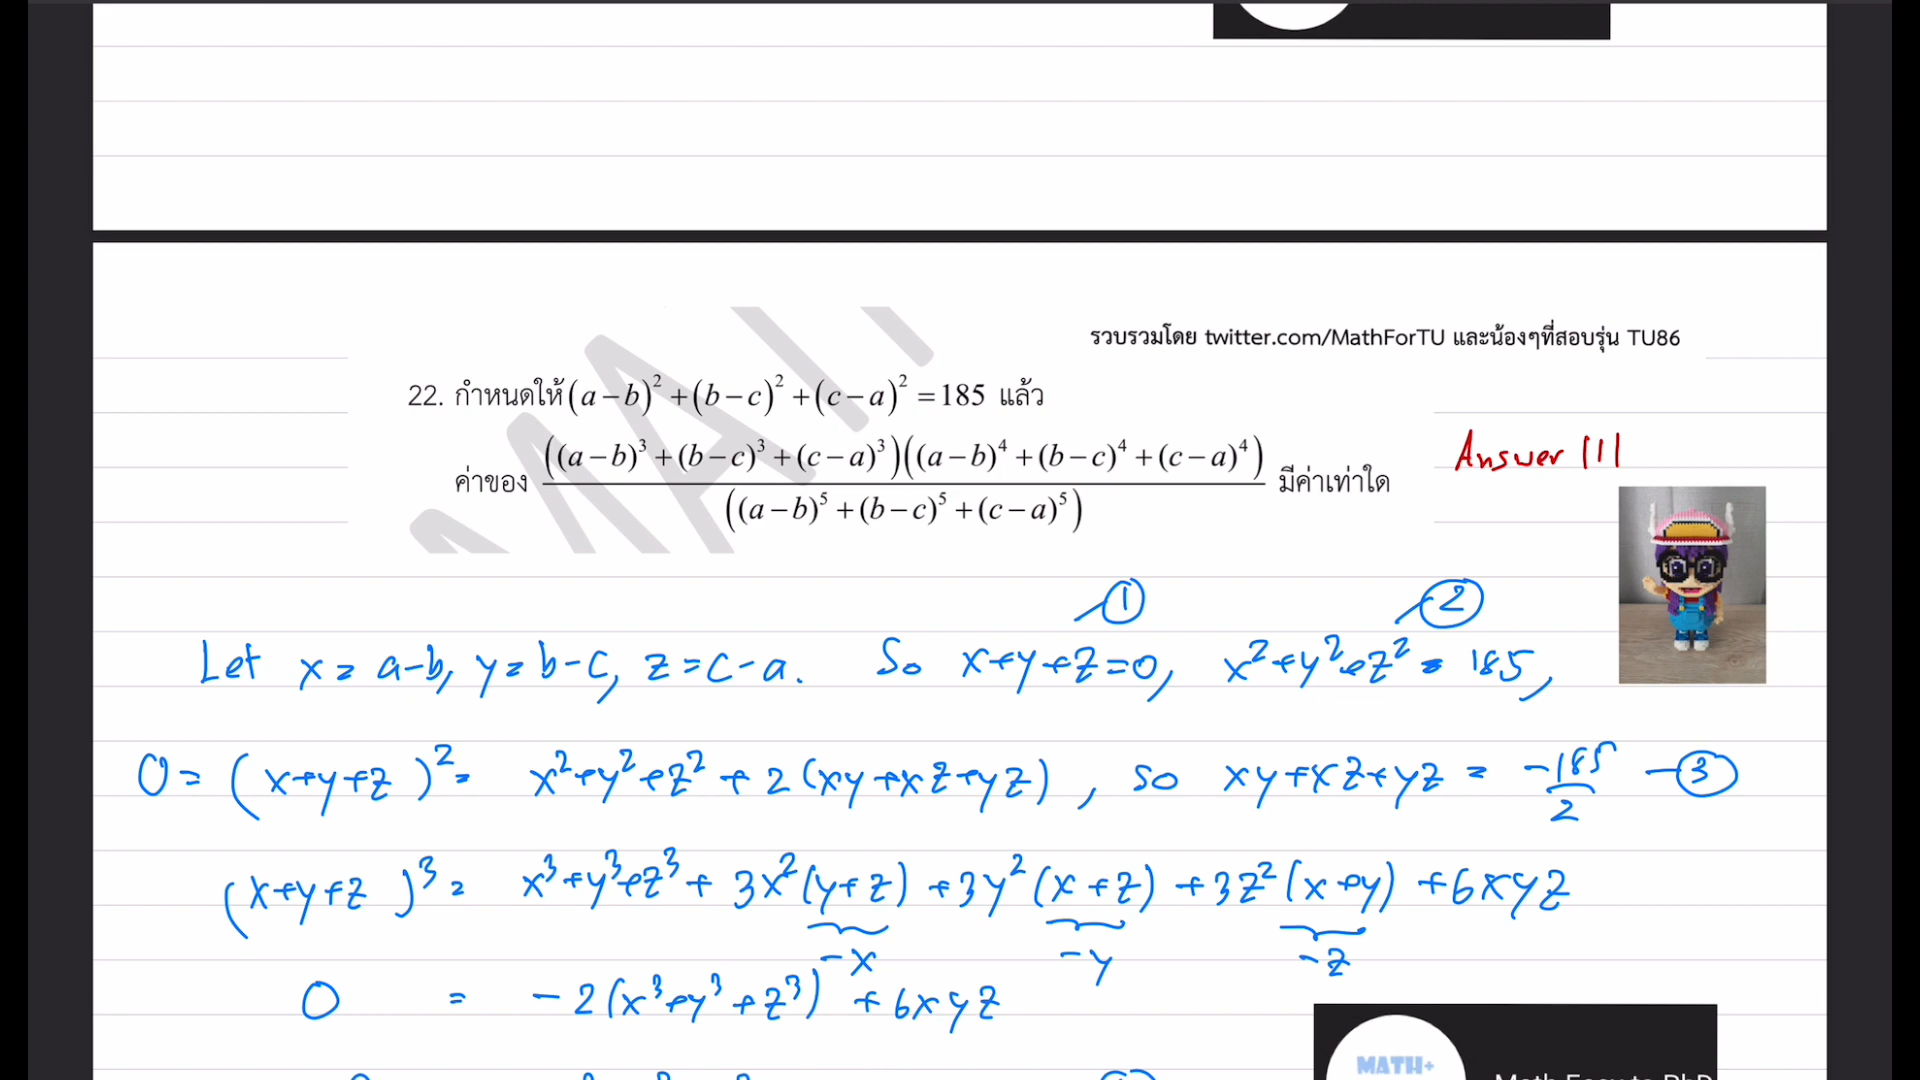 รวบรวมโดย twitter.com/MathForTU และน้องๆที่สอบรุ่น TU86
22. กำหนดให้ (a−b)² + (b−c)² + (c−a)² = 185 แล้ว
ค่าของ ((a−b)³ + (b−c)³ + (c−a)³)((a−b)⁴ + (b−c)⁴ + (c−a)⁴) / ((a−b)⁵ + (b−c)⁵ + (c−a)⁵) มีค่าเท่าใด
Answer 111
① ②
Let x = a-b, y = b-c, z = c-a. So x+y+z=0, x²+y²+z² = 185,
0 = (x+y+z)² = x²+y²+z² + 2(xy+xz+yz), so xy+xz+yz = -185/2 —③
(x+y+z)³ = x³+y³+z³ + 3x²(y+z) + 3y²(x+z) + 3z²(x+y) + 6xyz
-x -y -z
0 = -2(x³+y³+z³) + 6xyz
MATH+